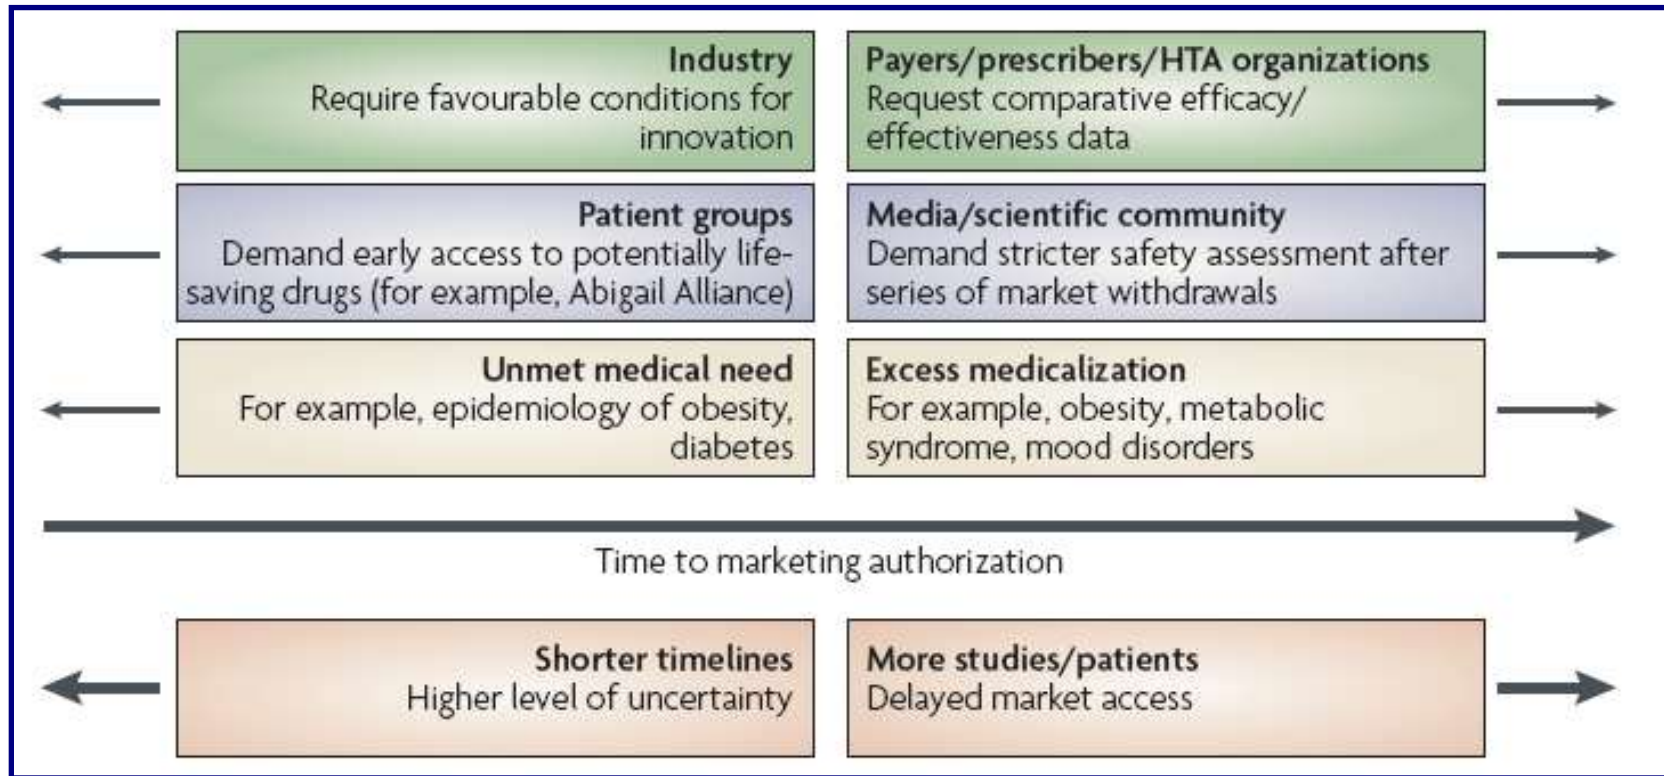 Industry
Require favourable conditions for
innovation
Payers/prescribers/HTA organizations
Request comparative efficacy/
effectiveness data
Patient groups
Demand early access to potentially life-
saving drugs (for example, Abigail Alliance)
Media/scientific community
Demand stricter safety assessment after
series of market withdrawals
Unmet medical need
For example, epidemiology of obesity,
diabetes
Excess medicalization
For example, obesity, metabolic
syndrome, mood disorders
Time to marketing authorization
Shorter timelines
Higher level of uncertainty
More studies/patients
Delayed market access